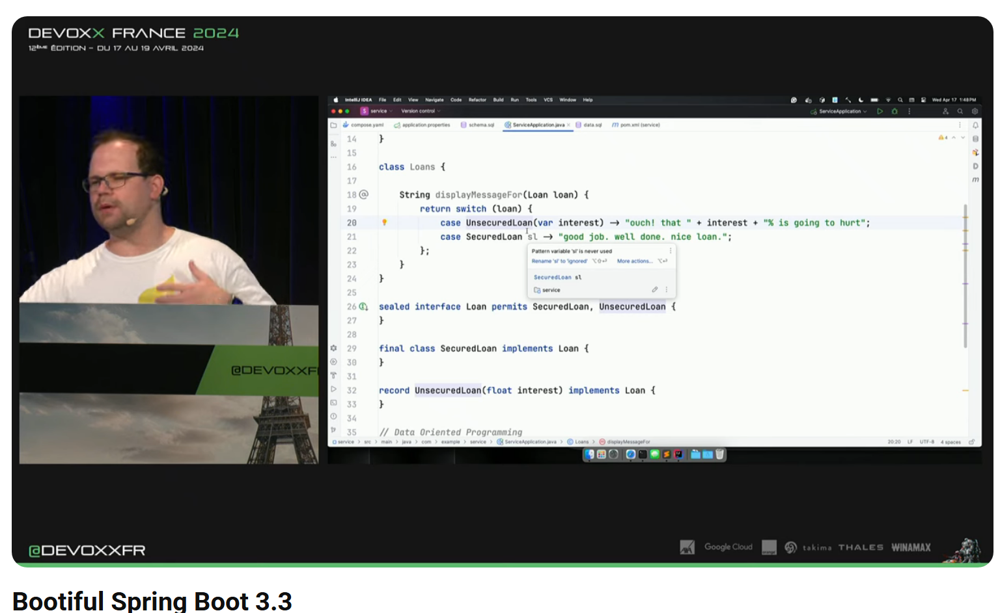 DEVOXX FRANCE 2024
12ÈME ÉDITION - DU 17 AU 19 AVRIL 2024
IntelliJ IDEA File Edit View Navigate Code Refactor Build Run Tools VCS Window Help
Wed Apr 17 1:48PM
S service Version control
ServiceApplication
compose.yaml application.properties schema.sql ServiceApplication.java data.sql pom.xml (service)
14 }
4
15
16 class Loans {
17
18 String displayMessageFor(Loan loan) {
19 return switch (loan) {
20 case UnsecuredLoan(var interest) -> "ouch! that " + interest + "% is going to hurt";
21 case SecuredLoan sl -> "good job. well done. nice loan.";
22 };
Pattern variable 'sl' is never used
Rename 'sl' to 'ignored' ⌥⇧⏎ More actions... ⌥⏎
23 }
SecuredLoan sl
24 }
service
25
26 sealed interface Loan permits SecuredLoan, UnsecuredLoan {
27 }
28
29 final class SecuredLoan implements Loan {
30 }
31
32 record UnsecuredLoan(float interest) implements Loan {
33 }
34
35 // Data Oriented Programming
service > src > main > java > com > example > service > ServiceApplication.java > Loans > displayMessageFor
20:20 LF UTF-8 4 spaces
@DEVOXXF
@DEVOXXFR
AXA Google Cloud orange takima THALES WINAMAX
Bootiful Spring Boot 3.3